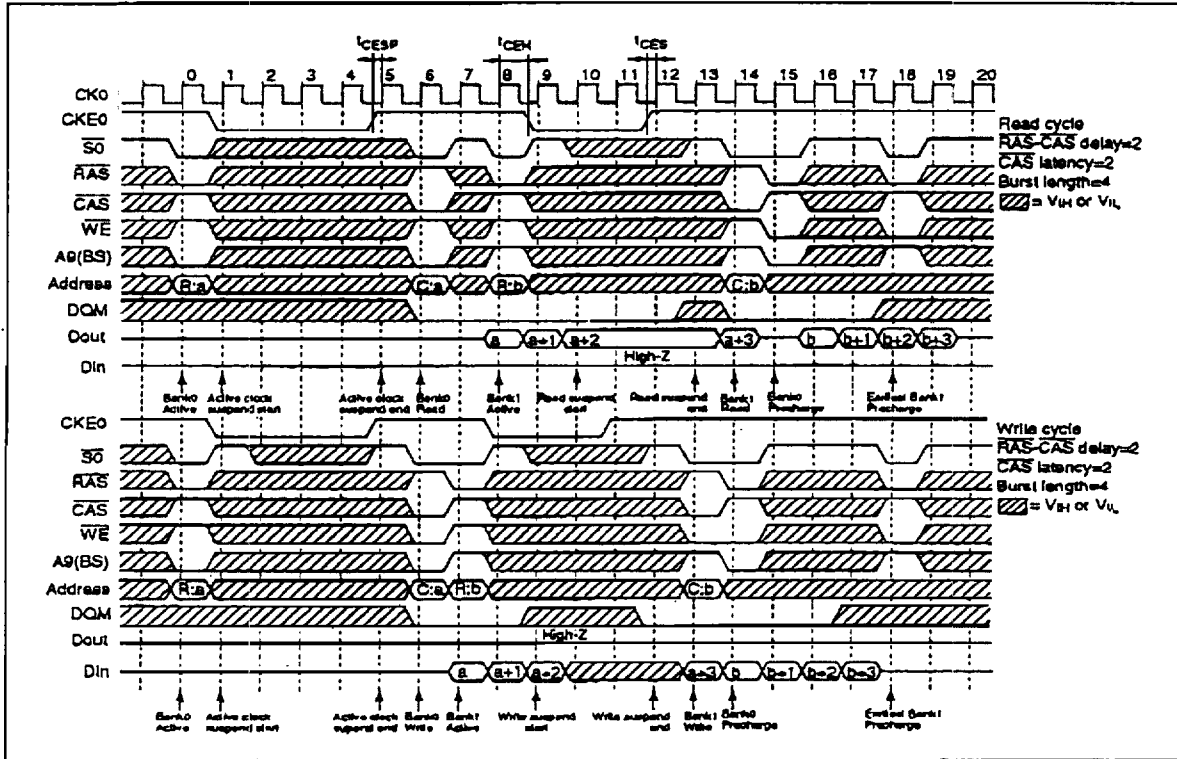 tCESP tCEH tCES
0 1 2 3 4 5 6 7 8 9 10 11 12 13 14 15 16 17 18 19 20
CK0
CKE0
S0
RAS
CAS
WE
A9(BS)
Address R:a C:a R:b C:b
DQM
Dout a a+1 a+2 a+3 b b+1 b+2 b+3
Din High-Z
Read cycle
RAS-CAS delay=2
CAS latency=2
Burst length=4
= VIH or VIL
Bank0 Active
Active clock suspend start
Active clock suspend end
Bank0 Read
Bank1 Active
Read suspend start
Read suspend end
Bank1 Read
Bank0 Precharge
Earliest Bank1 Precharge
CKE0
S0
RAS
CAS
WE
A9(BS)
Address R:a C:a R:b C:b
DQM
Dout High-Z
Din a a+1 a+2 a+3 b b+1 b+2 b+3
Write cycle
RAS-CAS delay=2
CAS latency=2
Burst length=4
= VIH or VIL
Bank0 Active
Active clock suspend start
Active clock supend end
Bank0 Write
Bank1 Active
Write suspend start
Write suspend end
Bank1 Write
Bank0 Precharge
Earliest Bank1 Precharge